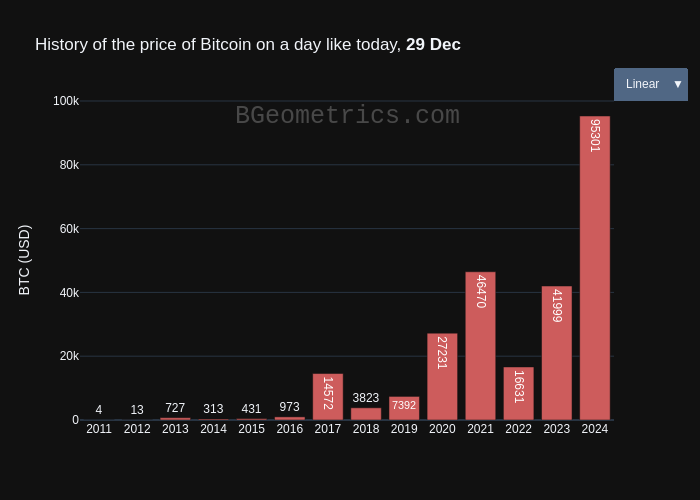 History of the price of Bitcoin on a day like today, 29 Dec
Linear ▼
BGeometrics.com
BTC (USD)
100k
80k
60k
40k
20k
0
4
13
727
313
431
973
14572
3823
7392
27231
46470
16631
41999
95301
2011 2012 2013 2014 2015 2016 2017 2018 2019 2020 2021 2022 2023 2024